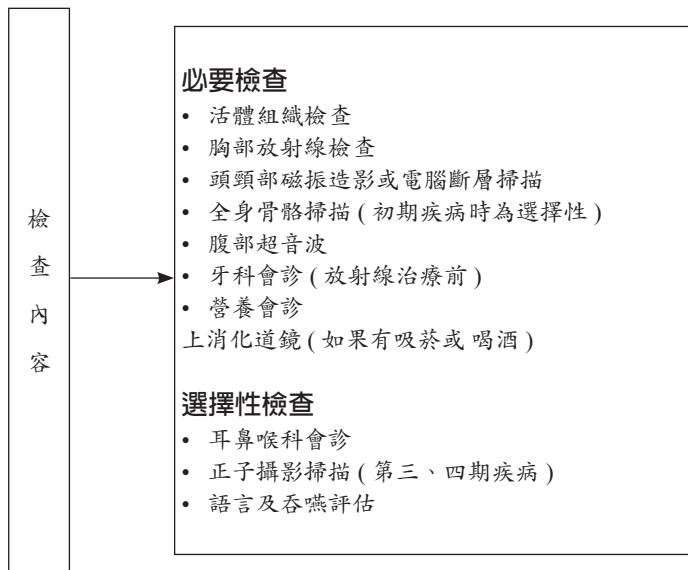 檢查內容
必要檢查
• 活體組織檢查
• 胸部放射線檢查
• 頭頸部磁振造影或電腦斷層掃描
• 全身骨骼掃描 ( 初期疾病時為選擇性 )
• 腹部超音波
• 牙科會診 ( 放射線治療前 )
• 營養會診
上消化道鏡 ( 如果有吸菸或 喝酒 )
選擇性檢查
• 耳鼻喉科會診
• 正子攝影掃描 ( 第三、四期疾病 )
• 語言及吞嚥評估